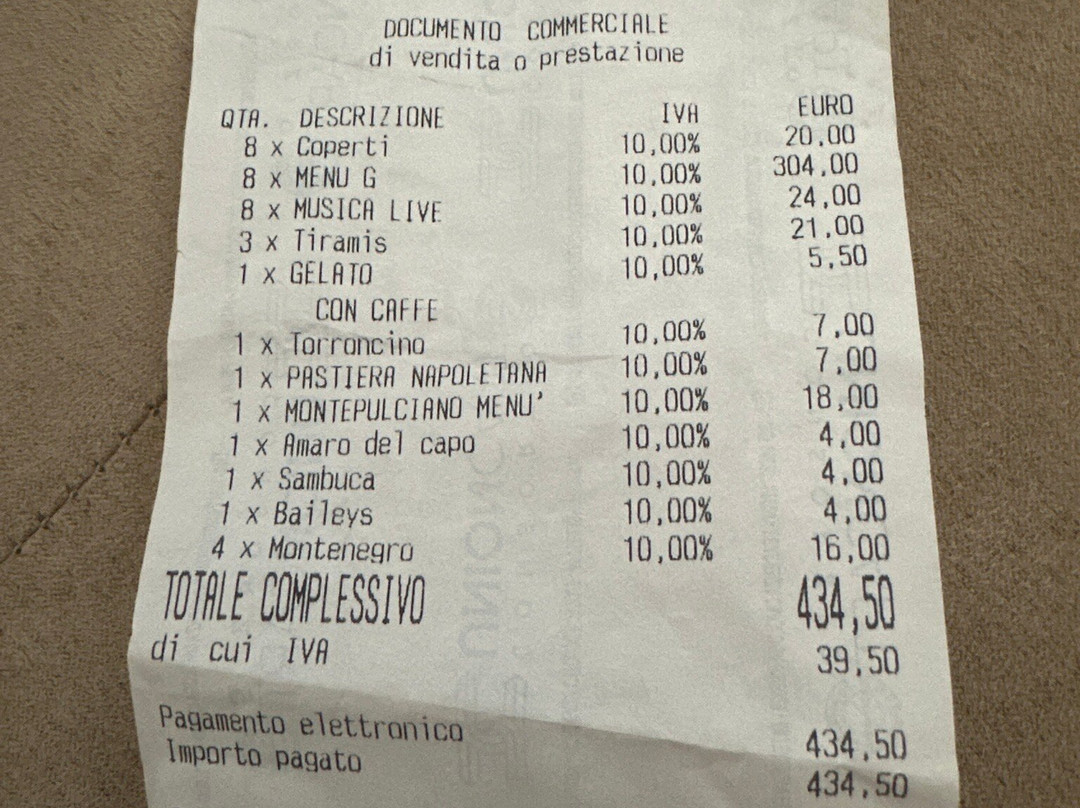 DOCUMENTO COMMERCIALE
di vendita o prestazione
QTA. DESCRIZIONE IVA EURO
8 x Coperti 10,00% 20,00
8 x MENU G 10,00% 304,00
8 x MUSICA LIVE 10,00% 24,00
3 x Tiramis 10,00% 21,00
1 x GELATO 10,00% 5,50
CON CAFFE
1 x Torroncino 10,00% 7,00
1 x PASTIERA NAPOLETANA 10,00% 7,00
1 x MONTEPULCIANO MENU' 10,00% 18,00
1 x Amaro del capo 10,00% 4,00
1 x Sambuca 10,00% 4,00
1 x Baileys 10,00% 4,00
4 x Montenegro 10,00% 16,00
TOTALE COMPLESSIVO 434,50
di cui IVA 39,50
Pagamento elettronico 434,50
Importo pagato 434,50